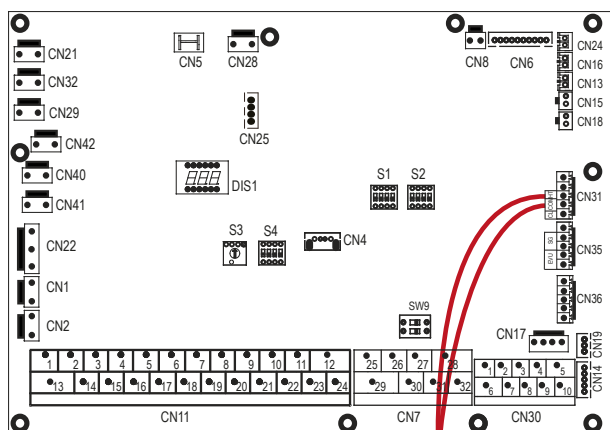 CN21
CN32
CN29
CN42
CN40
CN41
CN22
CN1
CN2
CN5
CN28
CN25
DIS1
S1 S2
S3 S4
CN4
SW9
CN8 CN6
CN24
CN16
CN13
CN15
CN18
CN31
SG
EVU
CN35
CN36
CN17
CN19
CN14
1 2 3 4 5 6 7 8 9 10 11 12
13 14 15 16 17 18 19 20 21 22 23 24
CN11
25 26 27 28
29 30 31 32
CN7
1 2 3 4 5
6 7 8 9 10
CN30